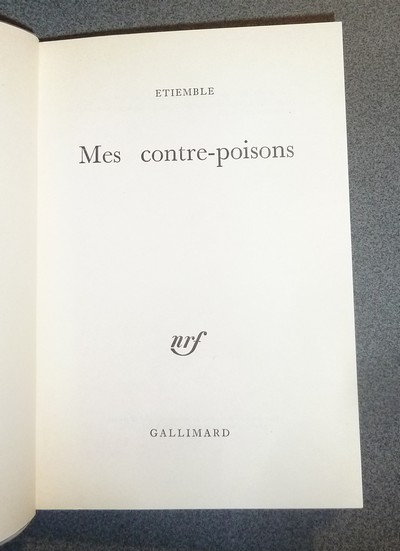 ETIEMBLE
Mes contre-poisons
nrf
GALLIMARD